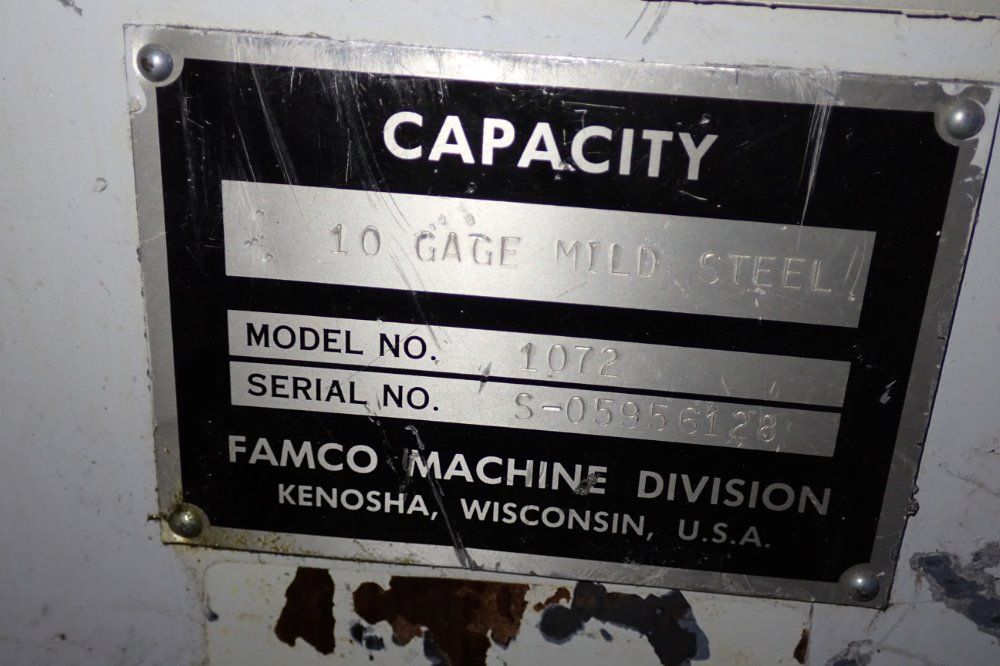 CAPACITY
10 GAGE MILD STEEL
MODEL NO. 1072
SERIAL NO. S-05956128
FAMCO MACHINE DIVISION
KENOSHA, WISCONSIN, U.S.A.